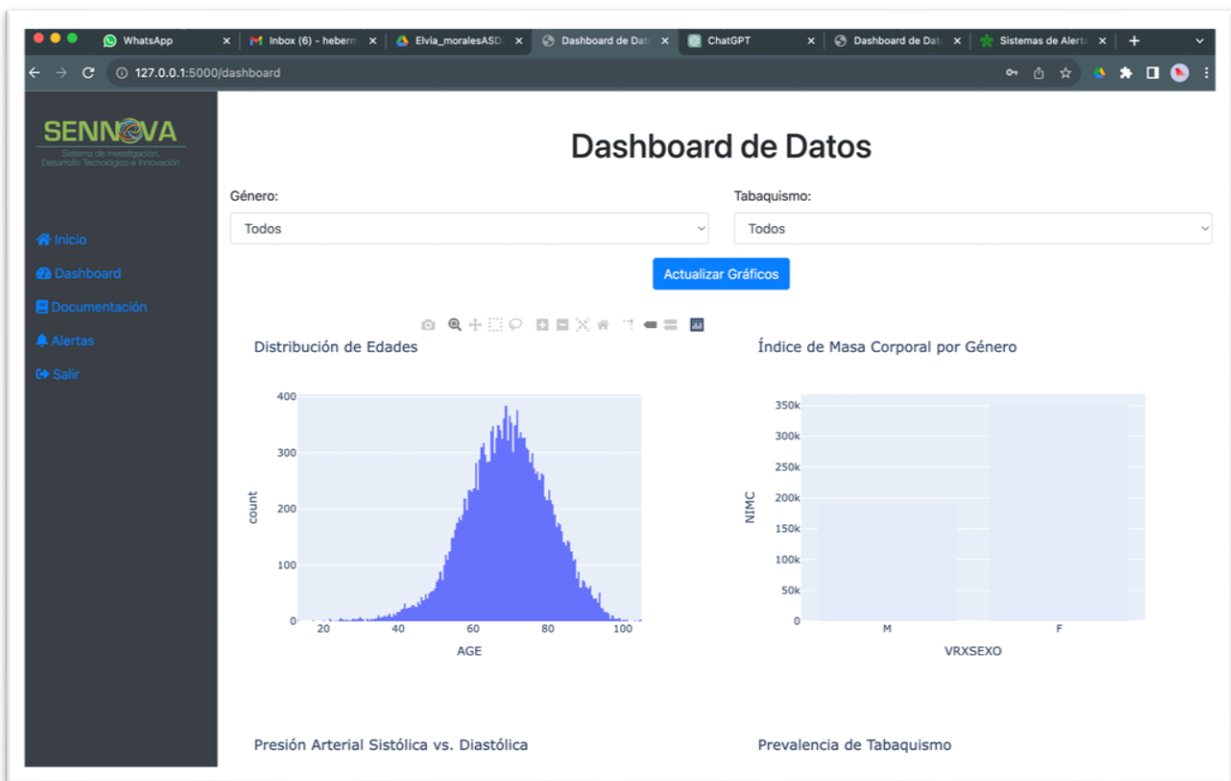 WhatsApp
Inbox (6) - heberm
Elvia_moralesASD
Dashboard de Dat
ChatGPT
Dashboard de Dat
Sistemas de Alert
127.0.0.1:5000/dashboard
SENNOVA
Sistema de Investigación,
Desarrollo Tecnológico e Innovación
Inicio
Dashboard
Documentación
Alertas
Salir
Dashboard de Datos
Género:
Tabaquismo:
Todos
Todos
Actualizar Gráficos
Distribución de Edades
400
300
200
100
0
count
20 40 60 80 100
AGE
Índice de Masa Corporal por Género
350k
300k
250k
200k
150k
100k
50k
0
NIMC
M F
VRXSEXO
Presión Arterial Sistólica vs. Diastólica
Prevalencia de Tabaquismo